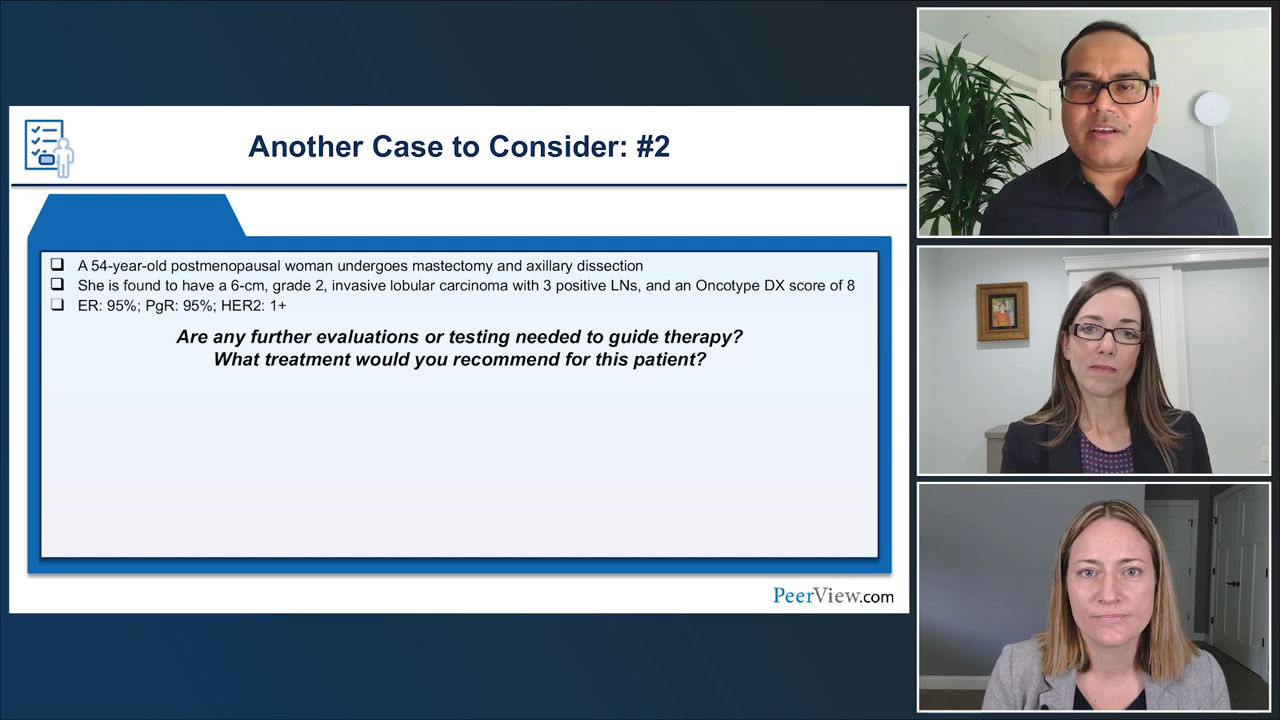 Another Case to Consider: #2
A 54-year-old postmenopausal woman undergoes mastectomy and axillary dissection
She is found to have a 6-cm, grade 2, invasive lobular carcinoma with 3 positive LNs, and an Oncotype DX score of 8
ER: 95%; PgR: 95%; HER2: 1+
Are any further evaluations or testing needed to guide therapy?
What treatment would you recommend for this patient?
PeerView.com